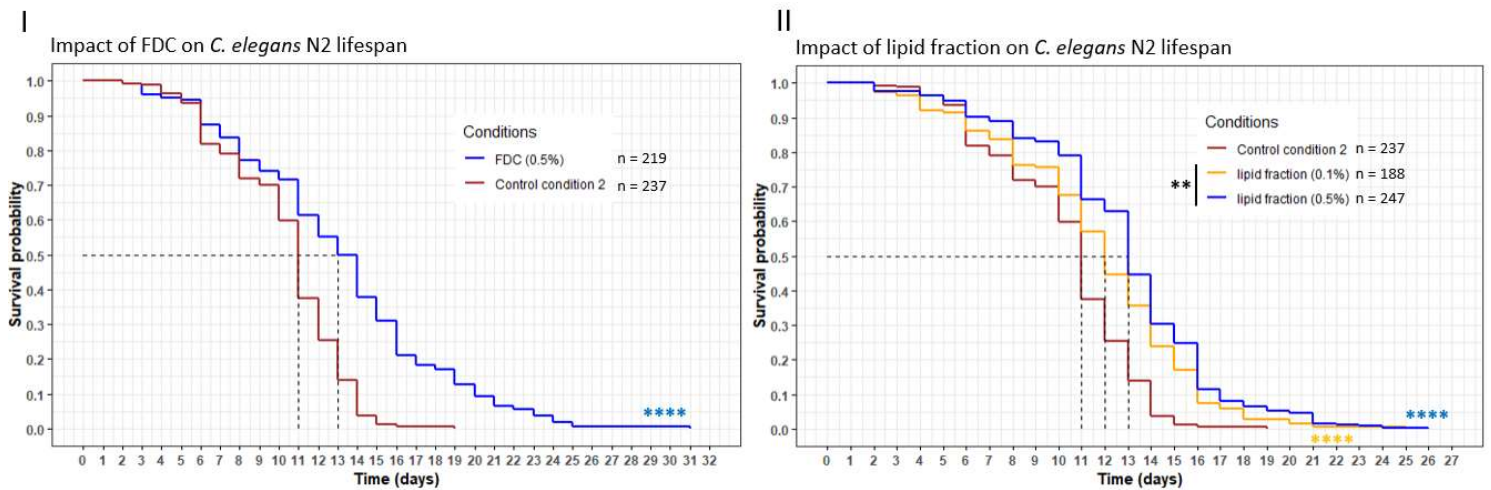 I
Impact of FDC on C. elegans N2 lifespan
Survival probability
1.0
0.9
0.8
0.7
0.6
0.5
0.4
0.3
0.2
0.1
0.0
Conditions
FDC (0.5%) n = 219
Control condition 2 n = 237
****
0 1 2 3 4 5 6 7 8 9 10 11 12 13 14 15 16 17 18 19 20 21 22 23 24 25 26 27 28 29 30 31 32
Time (days)
II
Impact of lipid fraction on C. elegans N2 lifespan
Survival probability
1.0
0.9
0.8
0.7
0.6
0.5
0.4
0.3
0.2
0.1
0.0
Conditions
Control condition 2 n = 237
** lipid fraction (0.1%) n = 188
lipid fraction (0.5%) n = 247
****
****
0 1 2 3 4 5 6 7 8 9 10 11 12 13 14 15 16 17 18 19 20 21 22 23 24 25 26 27
Time (days)